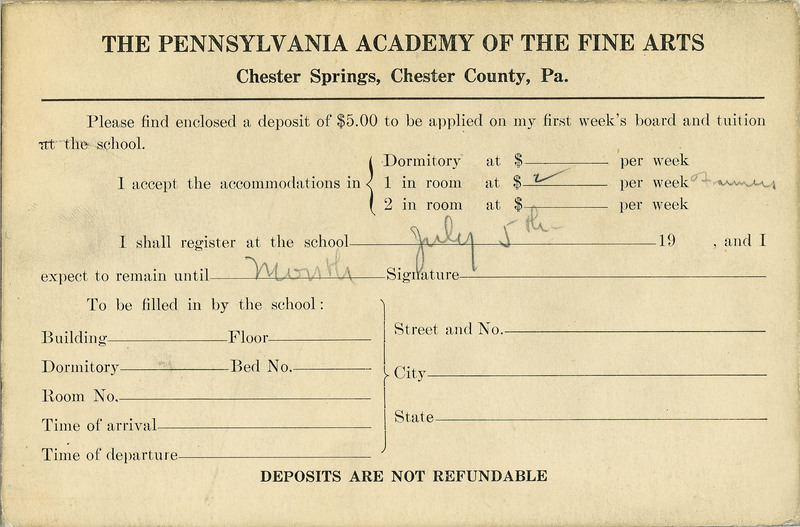 THE PENNSYLVANIA ACADEMY OF THE FINE ARTS
Chester Springs, Chester County, Pa.
Please find enclosed a deposit of $5.00 to be applied on my first week's board and tuition
at the school.
I accept the accommodations in
Dormitory at $ per week
1 in room at $ ✓ per week
2 in room at $ per week
I shall register at the school July 5th 19 , and I
expect to remain until Month Signature
To be filled in by the school:
Building Floor
Dormitory Bed No.
Room No.
Time of arrival
Time of departure
Street and No.
City
State
DEPOSITS ARE NOT REFUNDABLE